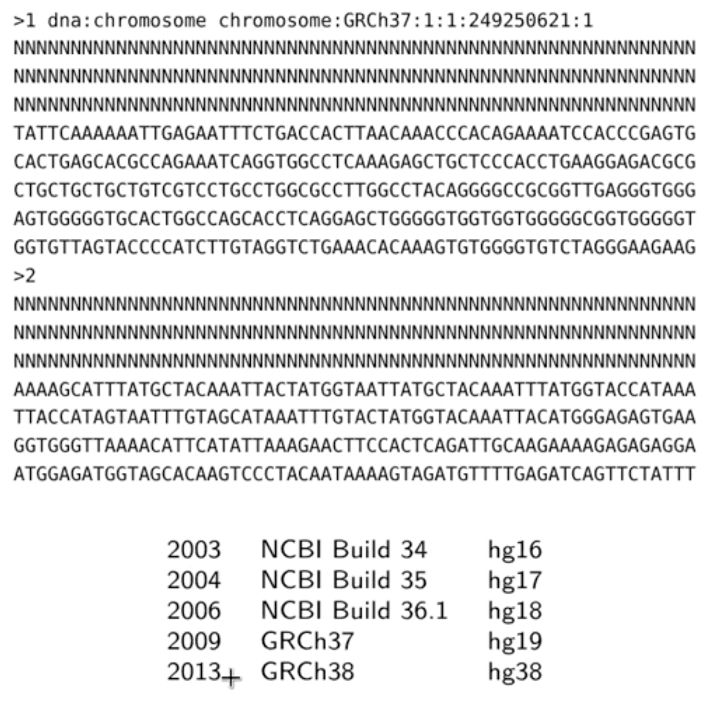 >1 dna:chromosome chromosome:GRCh37:1:1:249250621:1
NNNNNNNNNNNNNNNNNNNNNNNNNNNNNNNNNNNNNNNNNNNNNNNNNNNNNNNNNNNN
NNNNNNNNNNNNNNNNNNNNNNNNNNNNNNNNNNNNNNNNNNNNNNNNNNNNNNNNNNNN
NNNNNNNNNNNNNNNNNNNNNNNNNNNNNNNNNNNNNNNNNNNNNNNNNNNNNNNNNNNN
TATTCAAAAAATTGAGAATTTCTGACCACTTAACAAACCCACAGAAAATCCACCCGAGTG
CACTGAGCACGCCAGAAATCAGGTGGCCTCAAAGAGCTGCTCCCACCTGAAGGAGACGCG
CTGCTGCTGCTGTCGTCCTGCCTGGCGCCTTGGCCTACAGGGGCCGCGGTTGAGGGTGGG
AGTGGGGGTGCACTGGCCAGCACCTCAGGAGCTGGGGGTGGTGGTGGGGGCGGTGGGGGT
GGTGTTAGTACCCCATCTTGTAGGTCTGAAACACAAAGTGTGGGGTGTCTAGGGAAGAAG
>2
NNNNNNNNNNNNNNNNNNNNNNNNNNNNNNNNNNNNNNNNNNNNNNNNNNNNNNNNNNNN
NNNNNNNNNNNNNNNNNNNNNNNNNNNNNNNNNNNNNNNNNNNNNNNNNNNNNNNNNNNN
NNNNNNNNNNNNNNNNNNNNNNNNNNNNNNNNNNNNNNNNNNNNNNNNNNNNNNNNNNNN
AAAAGCATTTATGCTACAAATTACTATGGTAATTATGCTACAAATTTATGGTACCATAAA
TTACCATAGTAATTTGTAGCATAAATTTGTACTATGGTACAAATTACATGGGAGAGTGAA
GGTGGGTTAAAACATTCATATTAAAGAACTTCCACTCAGATTGCAAGAAAAGAGAGAGGA
ATGGAGATGGTAGCACAAGTCCCTACAATAAAAGTAGATGTTTTGAGATCAGTTCTATTT
2003 NCBI Build 34 hg16
2004 NCBI Build 35 hg17
2006 NCBI Build 36.1 hg18
2009 GRCh37 hg19
2013 GRCh38 hg38